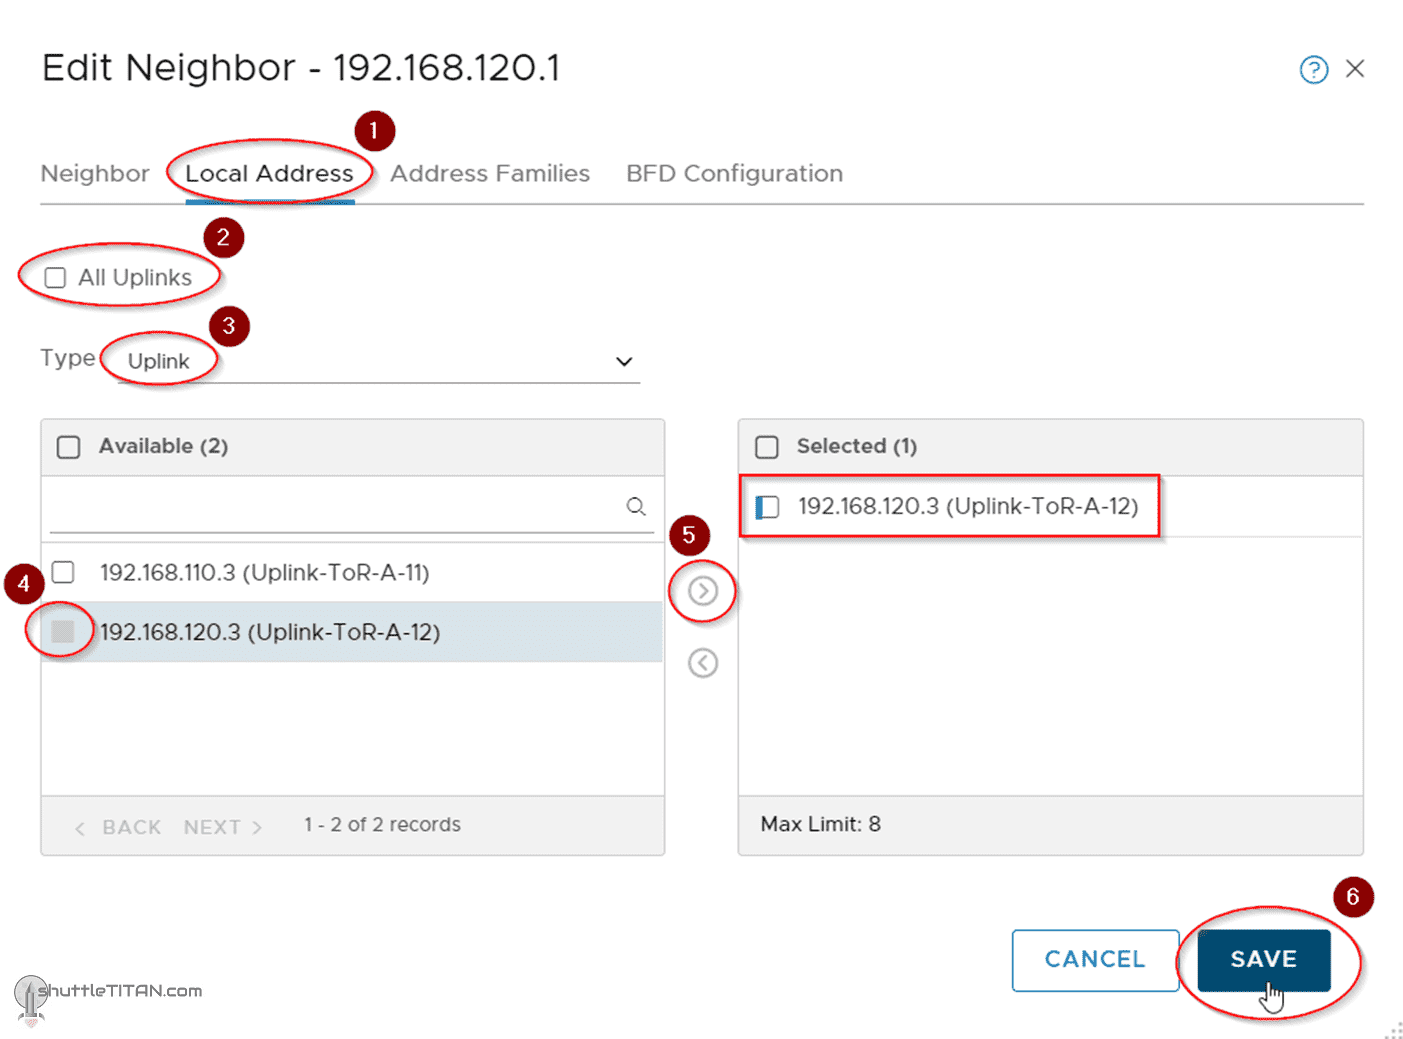 Edit Neighbor - 192.168.120.1
?
1
Neighbor Local Address Address Families BFD Configuration
2
All Uplinks
3
Type Uplink
Available (2)
Selected (1)
192.168.120.3 (Uplink-ToR-A-12)
5
192.168.110.3 (Uplink-ToR-A-11)
4
192.168.120.3 (Uplink-ToR-A-12)
BACK NEXT 1 - 2 of 2 records
Max Limit: 8
6
CANCEL SAVE
shuttleTITAN.com